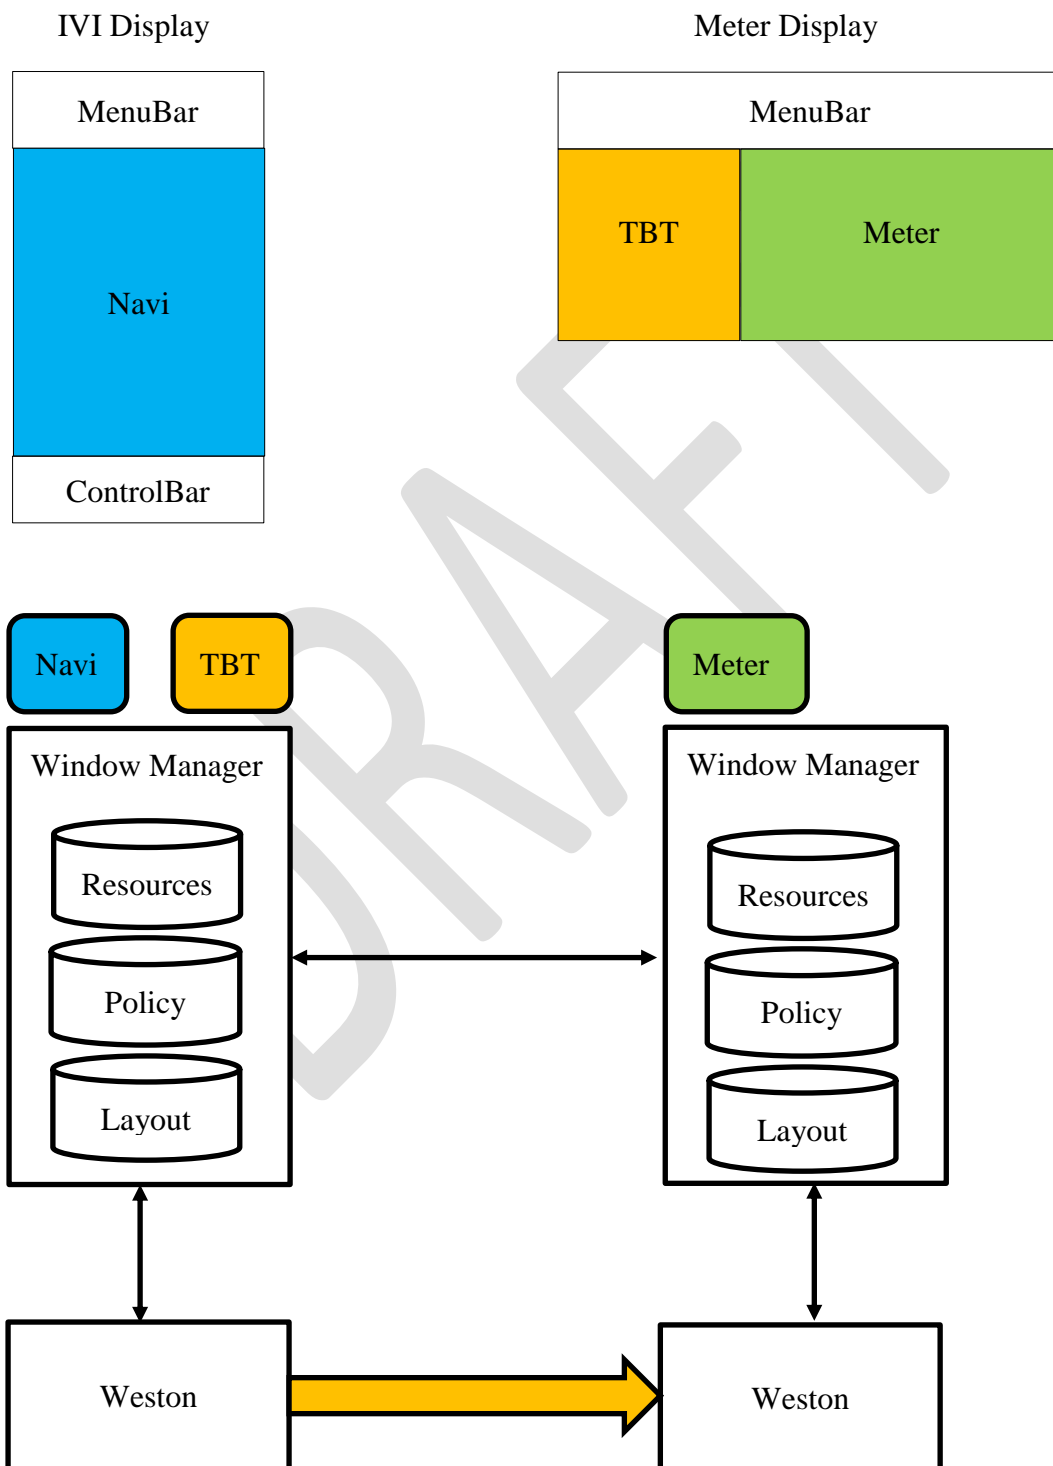 IVI Display
Meter Display
MenuBar
MenuBar
TBT
Meter
Navi
ControlBar
DRAFT
Navi
TBT
Meter
Window Manager
Window Manager
Resources
Resources
Policy
Policy
Layout
Layout
Weston
Weston